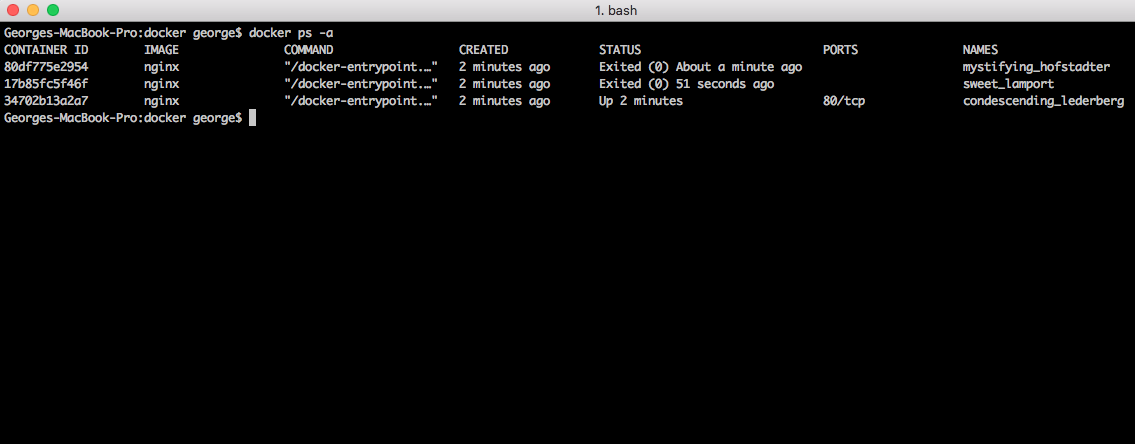 1. bash
Georges-MacBook-Pro:docker george$ docker ps -a
CONTAINER ID IMAGE COMMAND CREATED STATUS PORTS NAMES
80df775e2954 nginx "/docker-entrypoint.…" 2 minutes ago Exited (0) About a minute ago mystifying_hofstadter
17b85fc5f46f nginx "/docker-entrypoint.…" 2 minutes ago Exited (0) 51 seconds ago sweet_lamport
34702b13a2a7 nginx "/docker-entrypoint.…" 2 minutes ago Up 2 minutes 80/tcp condescending_lederberg
Georges-MacBook-Pro:docker george$